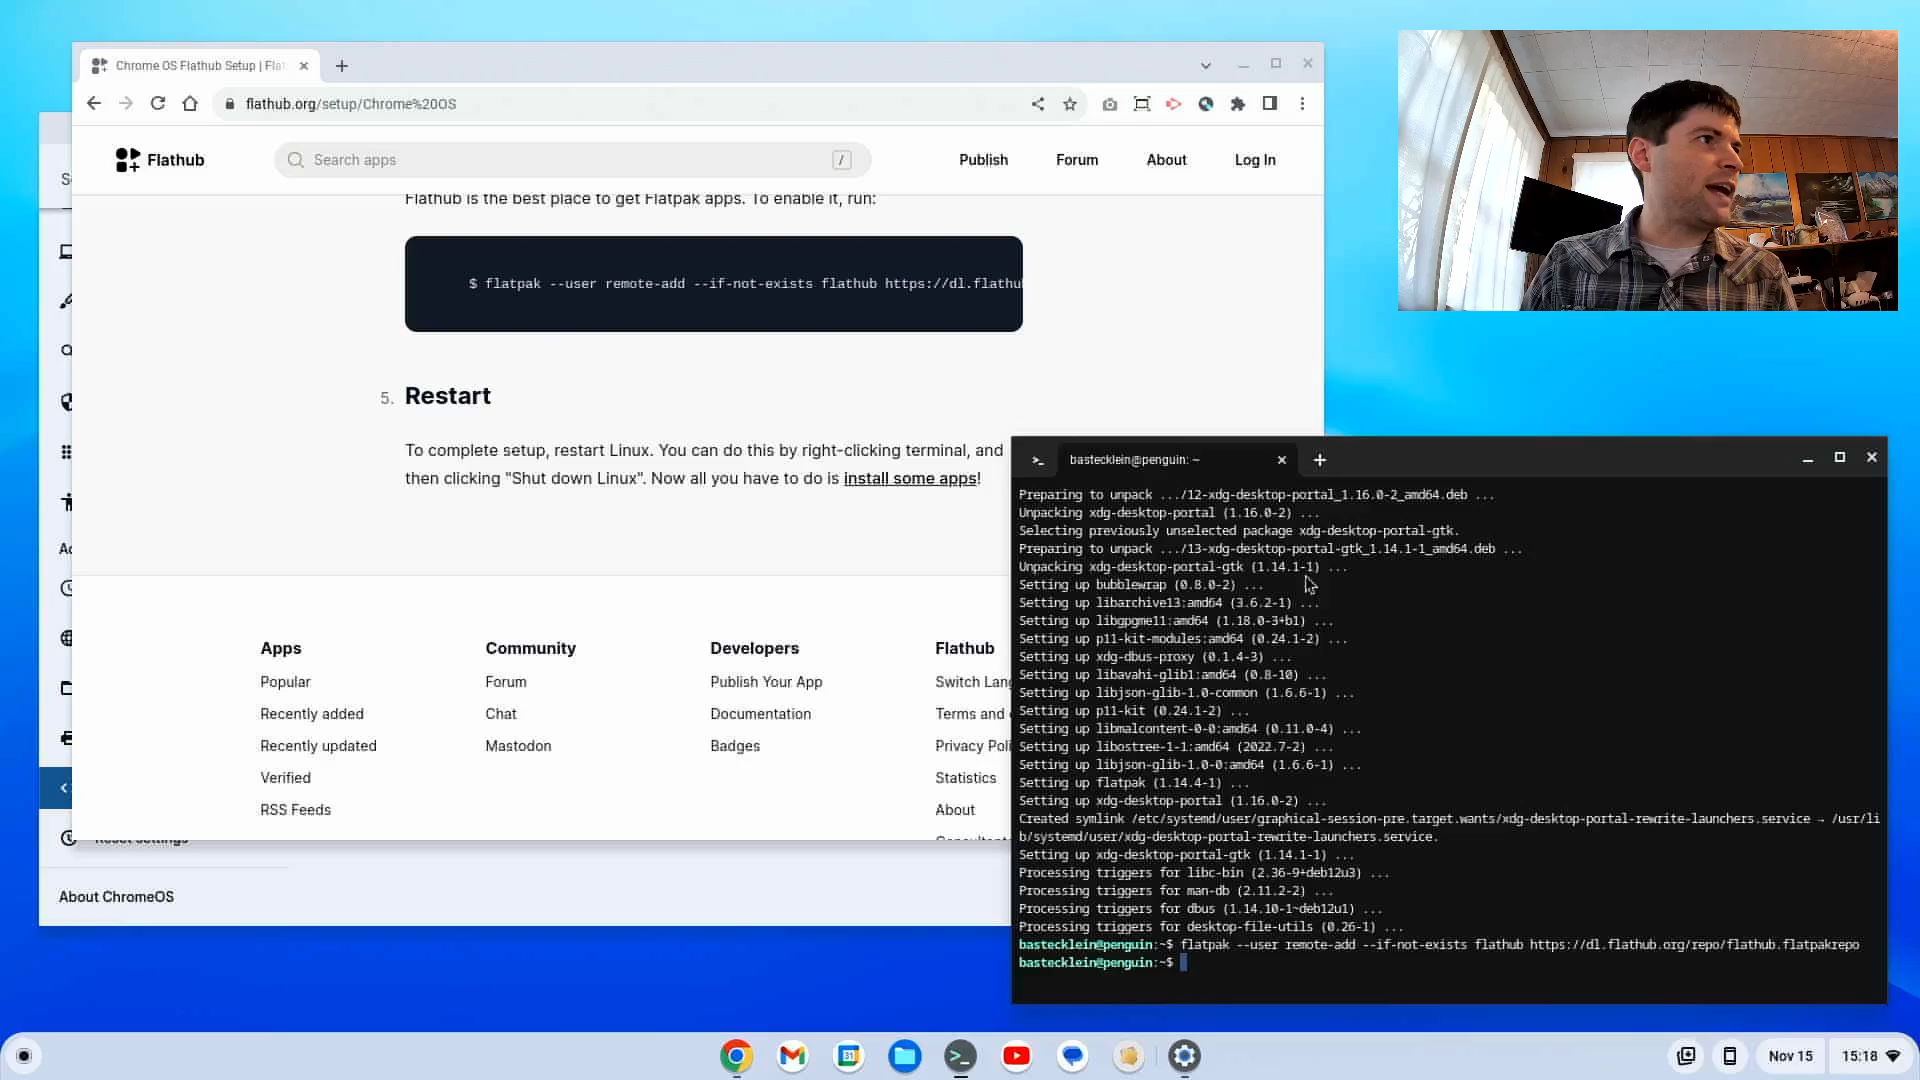 Chrome OS Flathub Setup | Fla
flathub.org/setup/Chrome%20OS
Flathub
Search apps
/
Publish
Forum
About
Log In
Flathub is the best place to get Flatpak apps. To enable it, run:
$ flatpak --user remote-add --if-not-exists flathub https://dl.flathu
5. Restart
To complete setup, restart Linux. You can do this by right-clicking terminal, and
then clicking "Shut down Linux". Now all you have to do is install some apps!
Apps
Popular
Recently added
Recently updated
Verified
RSS Feeds
Community
Forum
Chat
Mastodon
Developers
Publish Your App
Documentation
Badges
Flathub
Switch Lang
Terms and
Privacy Poli
Statistics
About
About ChromeOS
bastecklein@penguin: ~
Preparing to unpack .../12-xdg-desktop-portal_1.16.0-2_amd64.deb ...
Unpacking xdg-desktop-portal (1.16.0-2) ...
Selecting previously unselected package xdg-desktop-portal-gtk.
Preparing to unpack .../13-xdg-desktop-portal-gtk_1.14.1-1_amd64.deb ...
Unpacking xdg-desktop-portal-gtk (1.14.1-1) ...
Setting up bubblewrap (0.8.0-2) ...
Setting up libarchive13:amd64 (3.6.2-1) ...
Setting up libgpgme11:amd64 (1.18.0-3+b1) ...
Setting up p11-kit-modules:amd64 (0.24.1-2) ...
Setting up xdg-dbus-proxy (0.1.4-3) ...
Setting up libavahi-glib1:amd64 (0.8-10) ...
Setting up libjson-glib-1.0-common (1.6.6-1) ...
Setting up p11-kit (0.24.1-2) ...
Setting up libmalcontent-0-0:amd64 (0.11.0-4) ...
Setting up libostree-1-1:amd64 (2022.7-2) ...
Setting up libjson-glib-1.0-0:amd64 (1.6.6-1) ...
Setting up flatpak (1.14.4-1) ...
Setting up xdg-desktop-portal (1.16.0-2) ...
Created symlink /etc/systemd/user/graphical-session-pre.target.wants/xdg-desktop-portal-rewrite-launchers.service → /usr/li
b/systemd/user/xdg-desktop-portal-rewrite-launchers.service.
Setting up xdg-desktop-portal-gtk (1.14.1-1) ...
Processing triggers for libc-bin (2.36-9+deb12u3) ...
Processing triggers for man-db (2.11.2-2) ...
Processing triggers for dbus (1.14.10-1~deb12u1) ...
Processing triggers for desktop-file-utils (0.26-1) ...
bastecklein@penguin:~$ flatpak --user remote-add --if-not-exists flathub https://dl.flathub.org/repo/flathub.flatpakrepo
bastecklein@penguin:~$
31
Nov 15
15:18